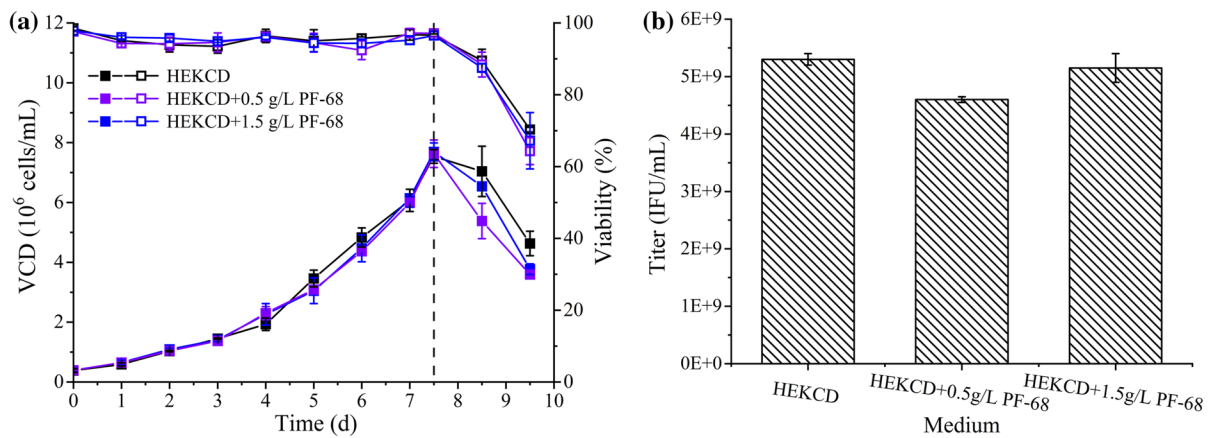 (a)
12
10
8
6
4
2
0
VCD (10⁶ cells/mL)
HEKCD
HEKCD+0.5 g/L PF-68
HEKCD+1.5 g/L PF-68
100
80
60
40
20
0
Viability (%)
0 1 2 3 4 5 6 7 8 9 10
Time (d)
(b)
6E+9
5E+9
4E+9
3E+9
2E+9
1E+9
0E+0
Titer (IFU/mL)
HEKCD
HEKCD+0.5g/L PF-68
HEKCD+1.5g/L PF-68
Medium